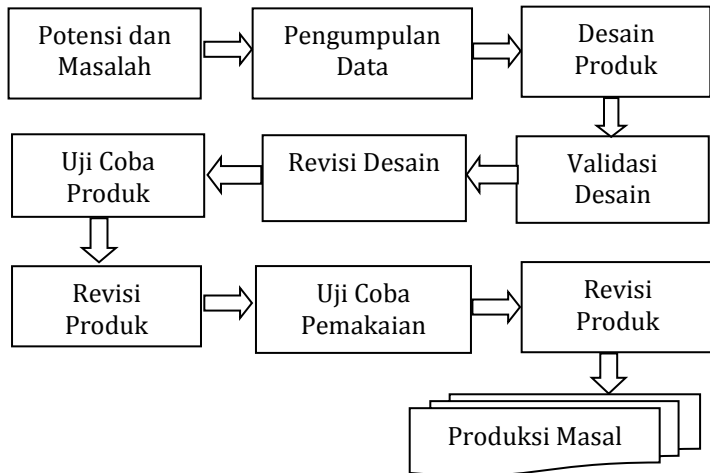 Potensi dan
Masalah
Pengumpulan
Data
Desain
Produk
Validasi
Desain
Revisi Desain
Uji Coba
Produk
Revisi
Produk
Uji Coba
Pemakaian
Revisi
Produk
Produksi Masal